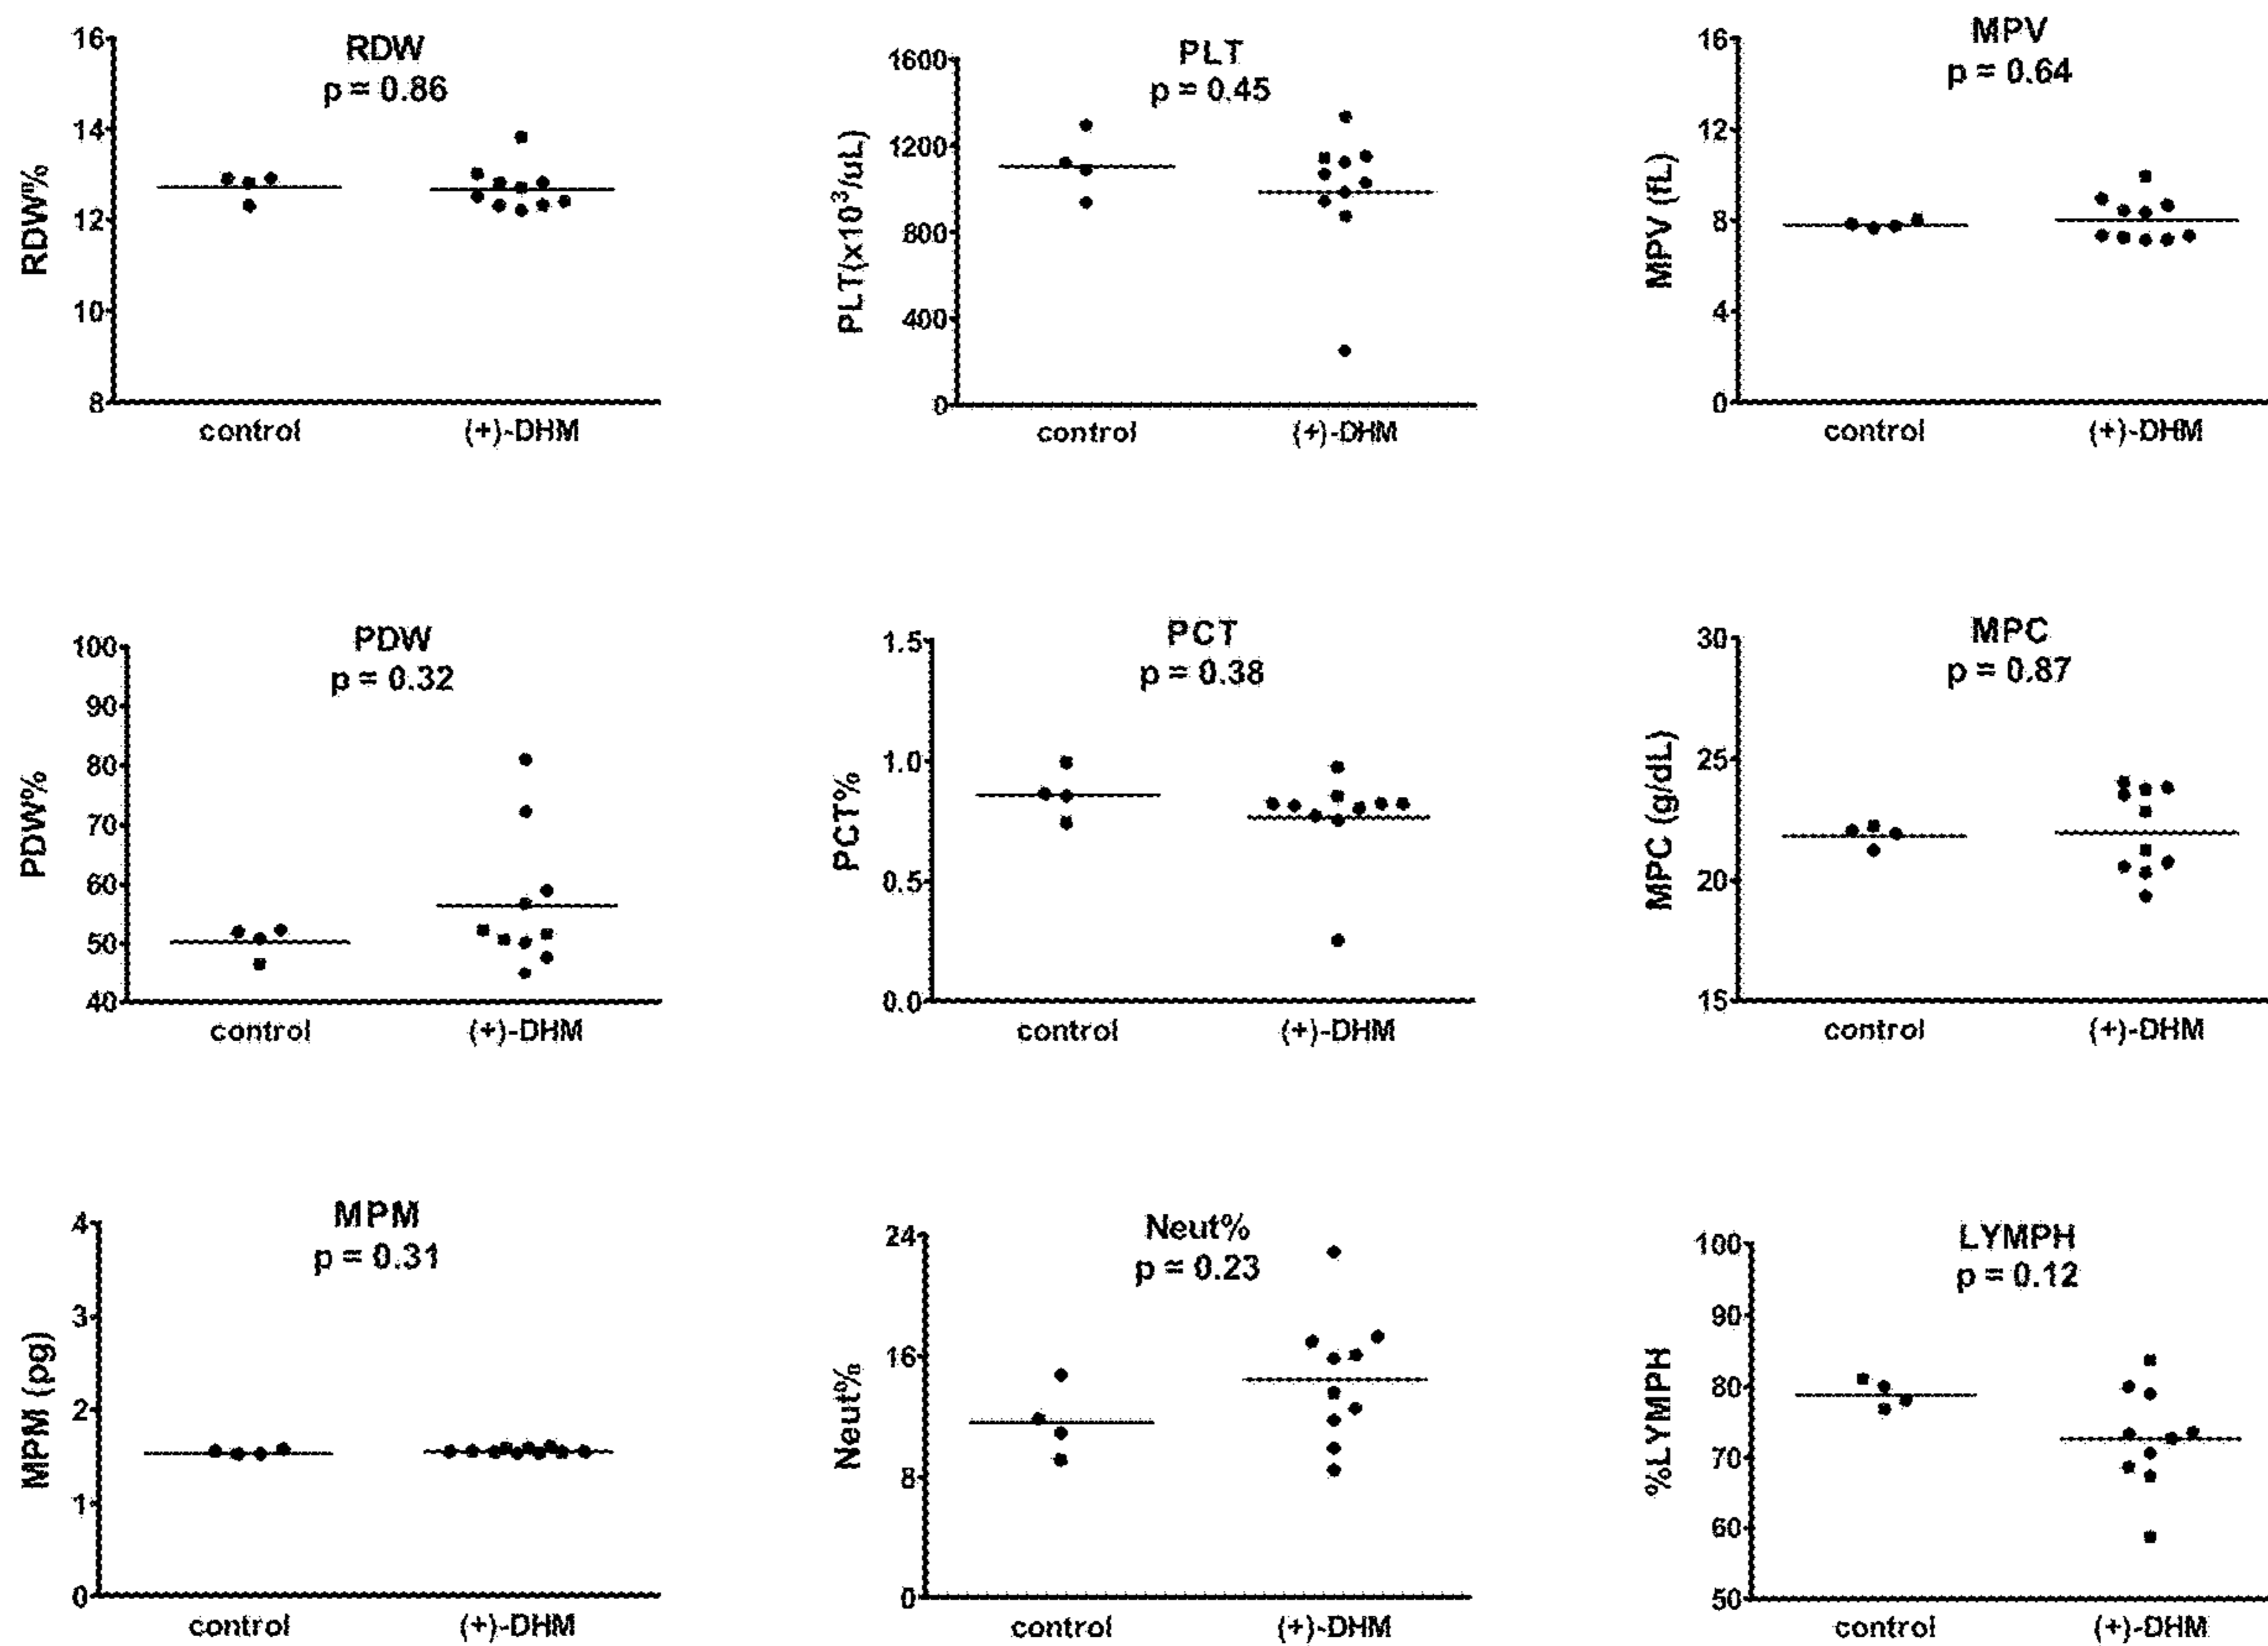 RDW
p = 0.86
RDW%
16
14
12
10
8
control
(+)-DHM
PLT
p = 0.45
PLT(x10³/uL)
1600
1200
800
400
0
control
(+)-DHM
MPV
p = 0.64
MPV (fL)
16
12
8
4
0
control
(+)-DHM
PDW
p = 0.32
PDW%
100
90
80
70
60
50
40
control
(+)-DHM
PCT
p = 0.38
PCT%
1.5
1.0
0.5
0.0
control
(+)-DHM
MPC
p = 0.87
MPC (g/dL)
30
25
20
15
control
(+)-DHM
MPM
p = 0.31
MPM (pg)
4
3
2
1
0
control
(+)-DHM
Neut%
p = 0.23
Neut%
24
16
8
0
control
(+)-DHM
LYMPH
p = 0.12
%LYMPH
100
90
80
70
60
50
control
(+)-DHM